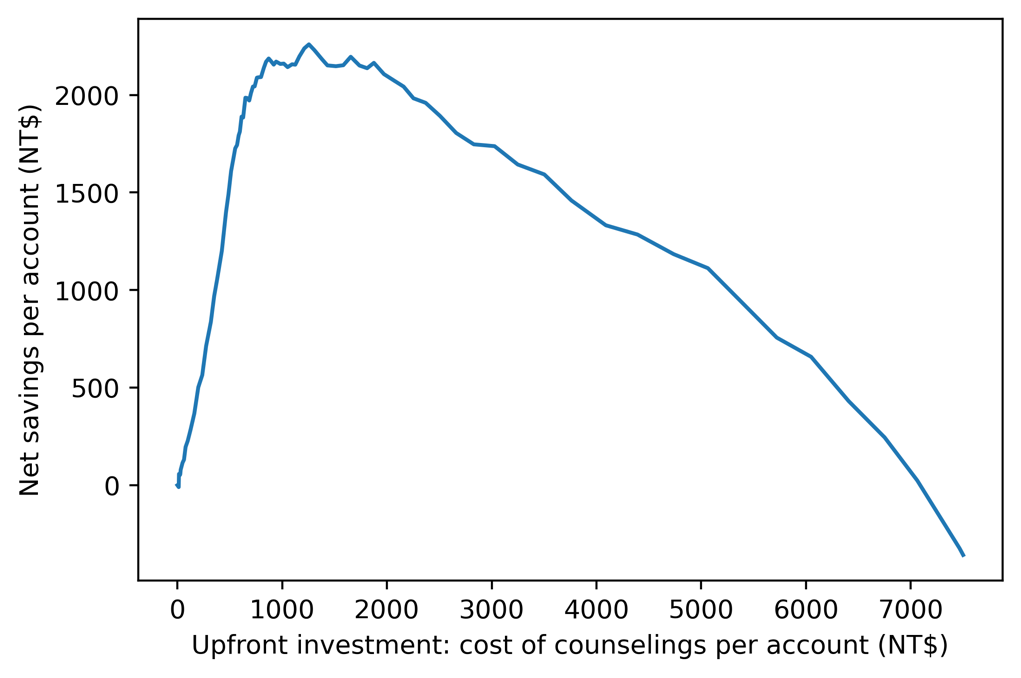 Net savings per account (NT$)
2000
1500
1000
500
0
0 1000 2000 3000 4000 5000 6000 7000
Upfront investment: cost of counselings per account (NT$)